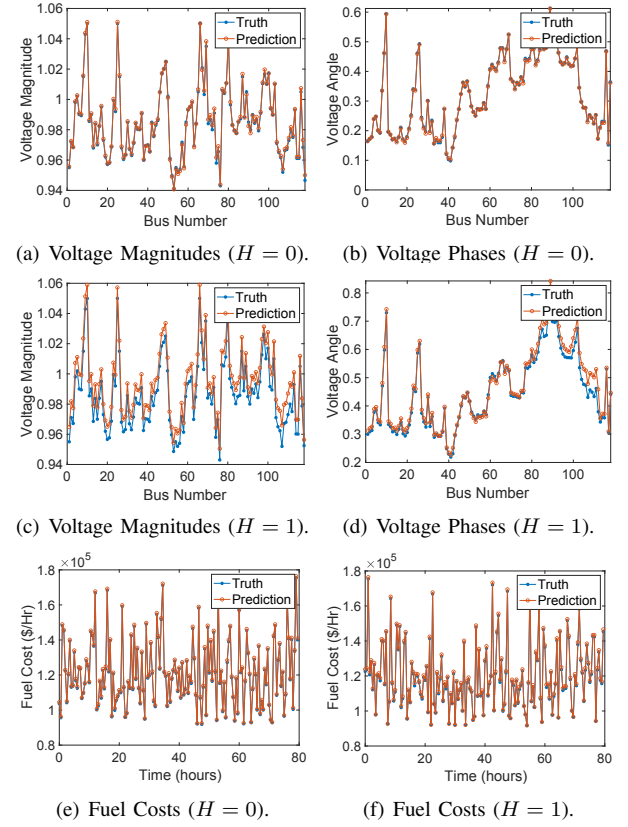 1.06
1.04
1.02
1
0.98
0.96
0.94
Voltage Magnitude
Truth
Prediction
0 20 40 60 80 100
Bus Number
0.6
0.5
0.4
0.3
0.2
0.1
0
Voltage Angle
Truth
Prediction
0 20 40 60 80 100
Bus Number
(a) Voltage Magnitudes (H = 0).
(b) Voltage Phases (H = 0).
1.06
1.04
1.02
1
0.98
0.96
0.94
Voltage Magnitude
Truth
Prediction
0 20 40 60 80 100
Bus Number
0.8
0.7
0.6
0.5
0.4
0.3
0.2
Voltage Angle
Truth
Prediction
0 20 40 60 80 100
Bus Number
(c) Voltage Magnitudes (H = 1).
(d) Voltage Phases (H = 1).
×10⁵
1.8
1.6
1.4
1.2
1
0.8
Fuel Cost ($/Hr)
Truth
Prediction
0 20 40 60 80
Time (hours)
×10⁵
1.8
1.6
1.4
1.2
1
0.8
Fuel Cost ($/Hr)
Truth
Prediction
0 20 40 60 80
Time (hours)
(e) Fuel Costs (H = 0).
(f) Fuel Costs (H = 1).